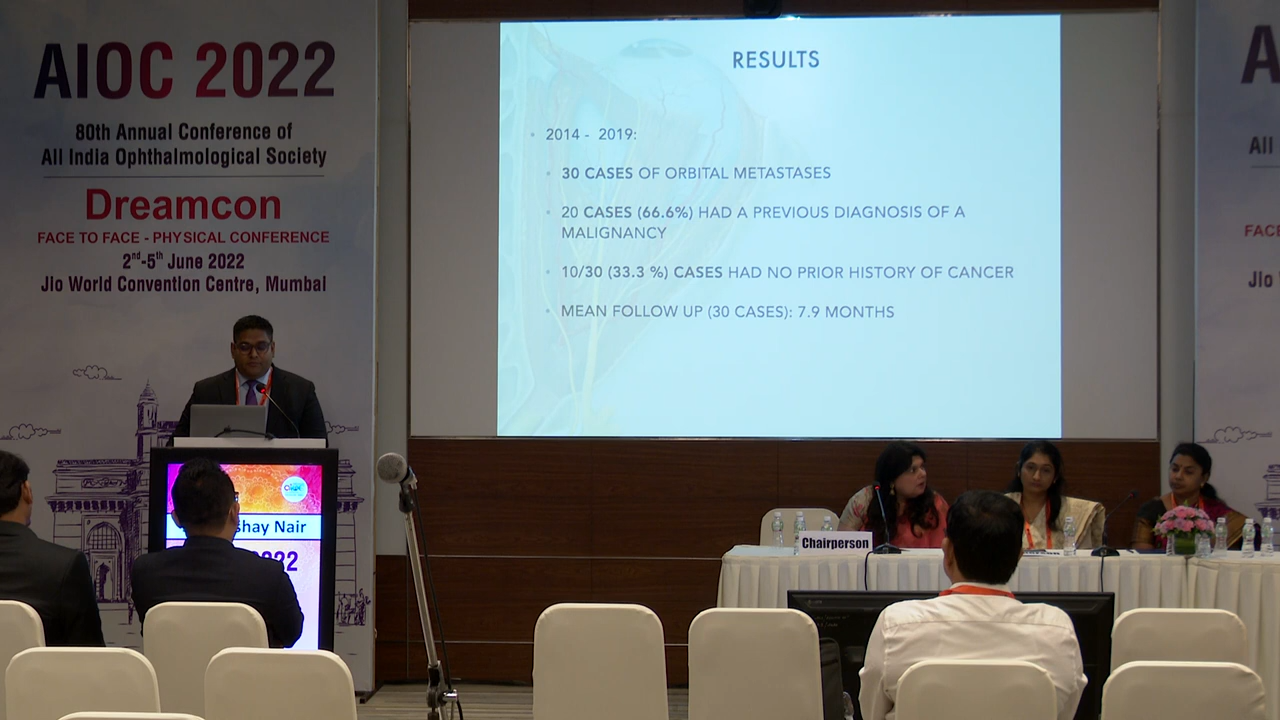 AIOC 2022
80th Annual Conference of
All India Ophthalmological Society
Dreamcon
FACE TO FACE - PHYSICAL CONFERENCE
2nd-5th June 2022
Jio World Convention Centre, Mumbai
RESULTS
2014 - 2019:
30 CASES OF ORBITAL METASTASES
20 CASES (66.6%) HAD A PREVIOUS DIAGNOSIS OF A
MALIGNANCY
10/30 (33.3 %) CASES HAD NO PRIOR HISTORY OF CANCER
MEAN FOLLOW UP (30 CASES): 7.9 MONTHS
shay Nair
22
Chairperson
A
All
FACE
Jio